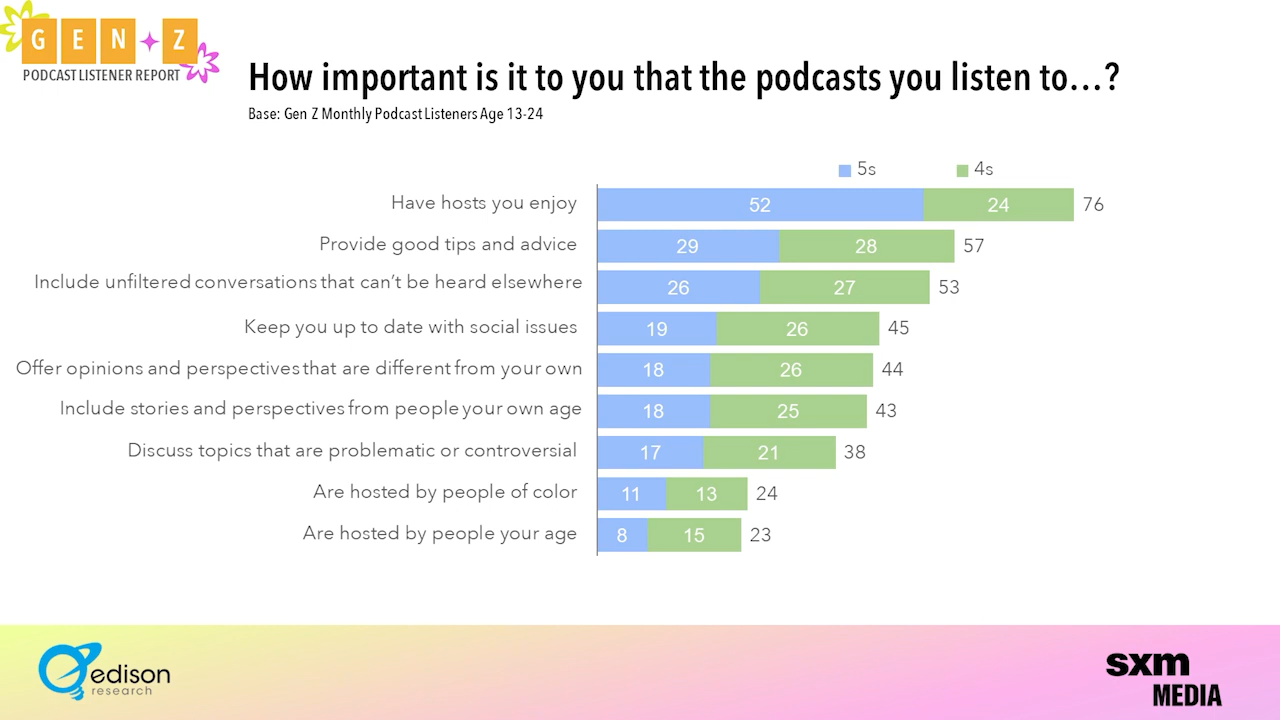 GEN Z
PODCAST LISTENER REPORT
How important is it to you that the podcasts you listen to...?
Base: Gen Z Monthly Podcast Listeners Age 13-24
5s 4s
Have hosts you enjoy 52 24 76
Provide good tips and advice 29 28 57
Include unfiltered conversations that can't be heard elsewhere 26 27 53
Keep you up to date with social issues 19 26 45
Offer opinions and perspectives that are different from your own 18 26 44
Include stories and perspectives from people your own age 18 25 43
Discuss topics that are problematic or controversial 17 21 38
Are hosted by people of color 11 13 24
Are hosted by people your age 8 15 23
edison
research
sxm
MEDIA